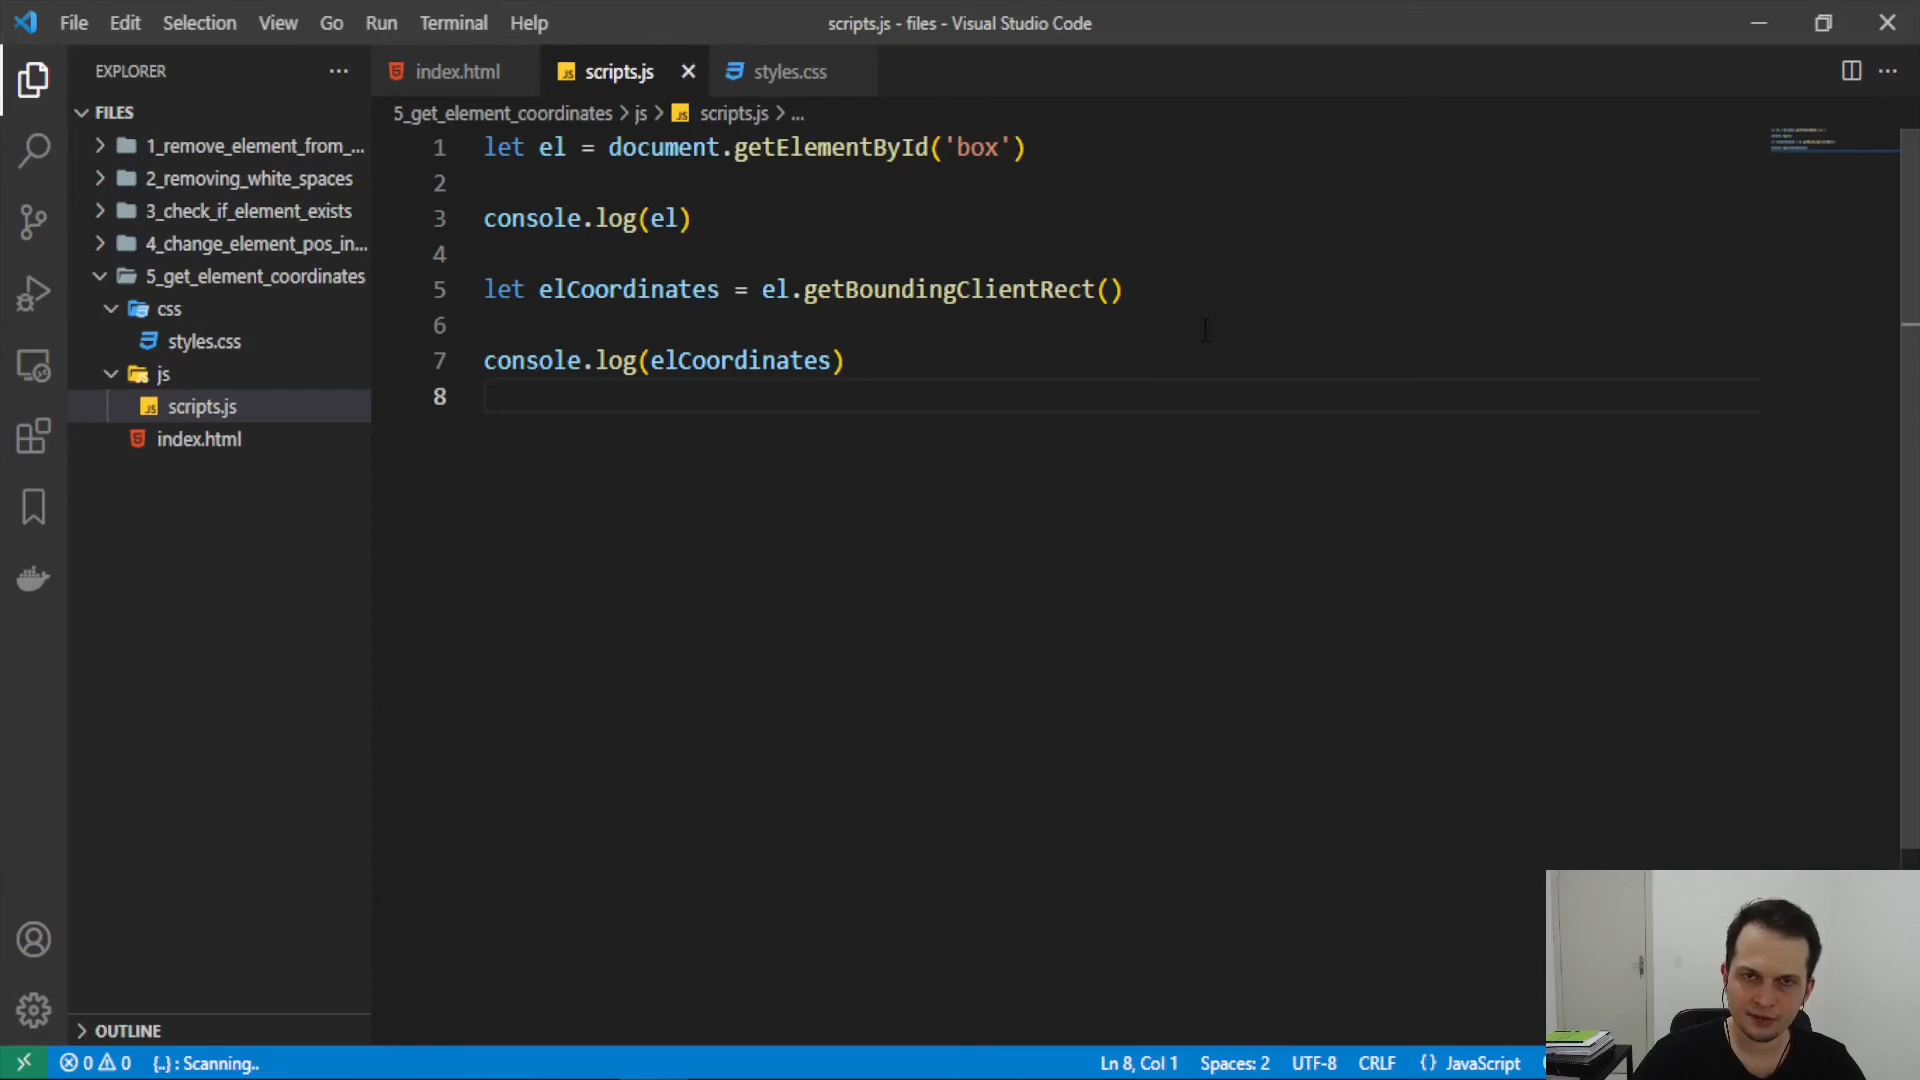 File Edit Selection View Go Run Terminal Help
scripts.js - files - Visual Studio Code
EXPLORER
FILES
1_remove_element_from_...
2_removing_white_spaces
3_check_if_element_exists
4_change_element_pos_in...
5_get_element_coordinates
css
styles.css
js
JS scripts.js
index.html
OUTLINE
index.html
JS scripts.js
styles.css
5_get_element_coordinates > js > JS scripts.js > ...
1 let el = document.getElementById('box')
2
3 console.log(el)
4
5 let elCoordinates = el.getBoundingClientRect()
6
7 console.log(elCoordinates)
8
0 0 {..} : Scanning..
Ln 8, Col 1 Spaces: 2 UTF-8 CRLF {} JavaScript